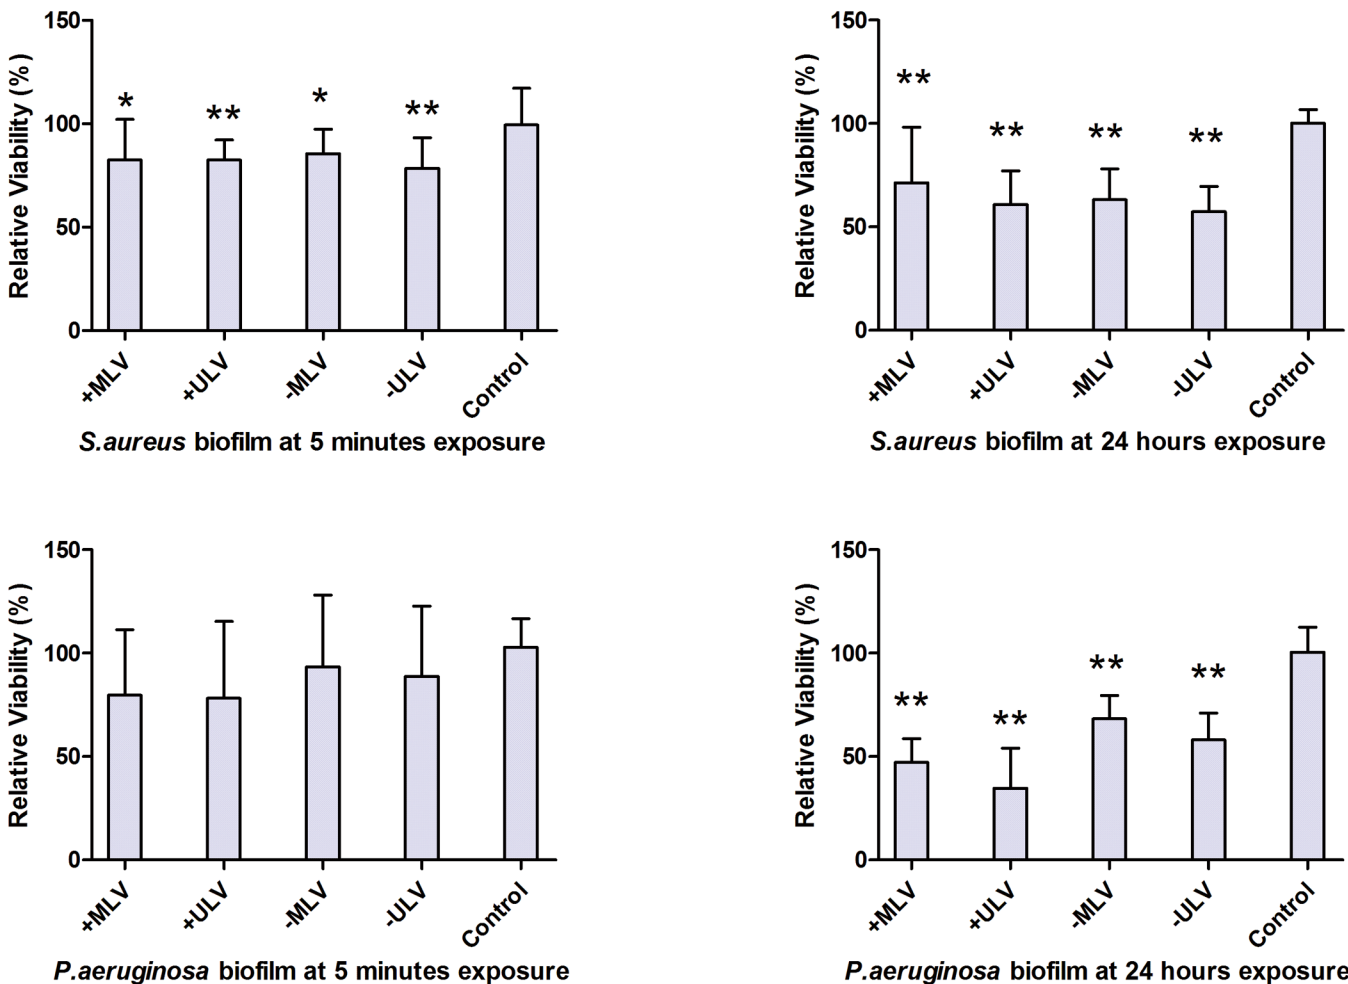 Relative Viability (%)
150
100
50
0
*
**
*
**
+MLV
+ULV
-MLV
-ULV
Control
S.aureus biofilm at 5 minutes exposure
Relative Viability (%)
150
100
50
0
**
**
**
**
+MLV
+ULV
-MLV
-ULV
Control
S.aureus biofilm at 24 hours exposure
Relative Viability (%)
150
100
50
0
+MLV
+ULV
-MLV
-ULV
Control
P.aeruginosa biofilm at 5 minutes exposure
Relative Viability (%)
150
100
50
0
**
**
**
**
+MLV
+ULV
-MLV
-ULV
Control
P.aeruginosa biofilm at 24 hours exposure